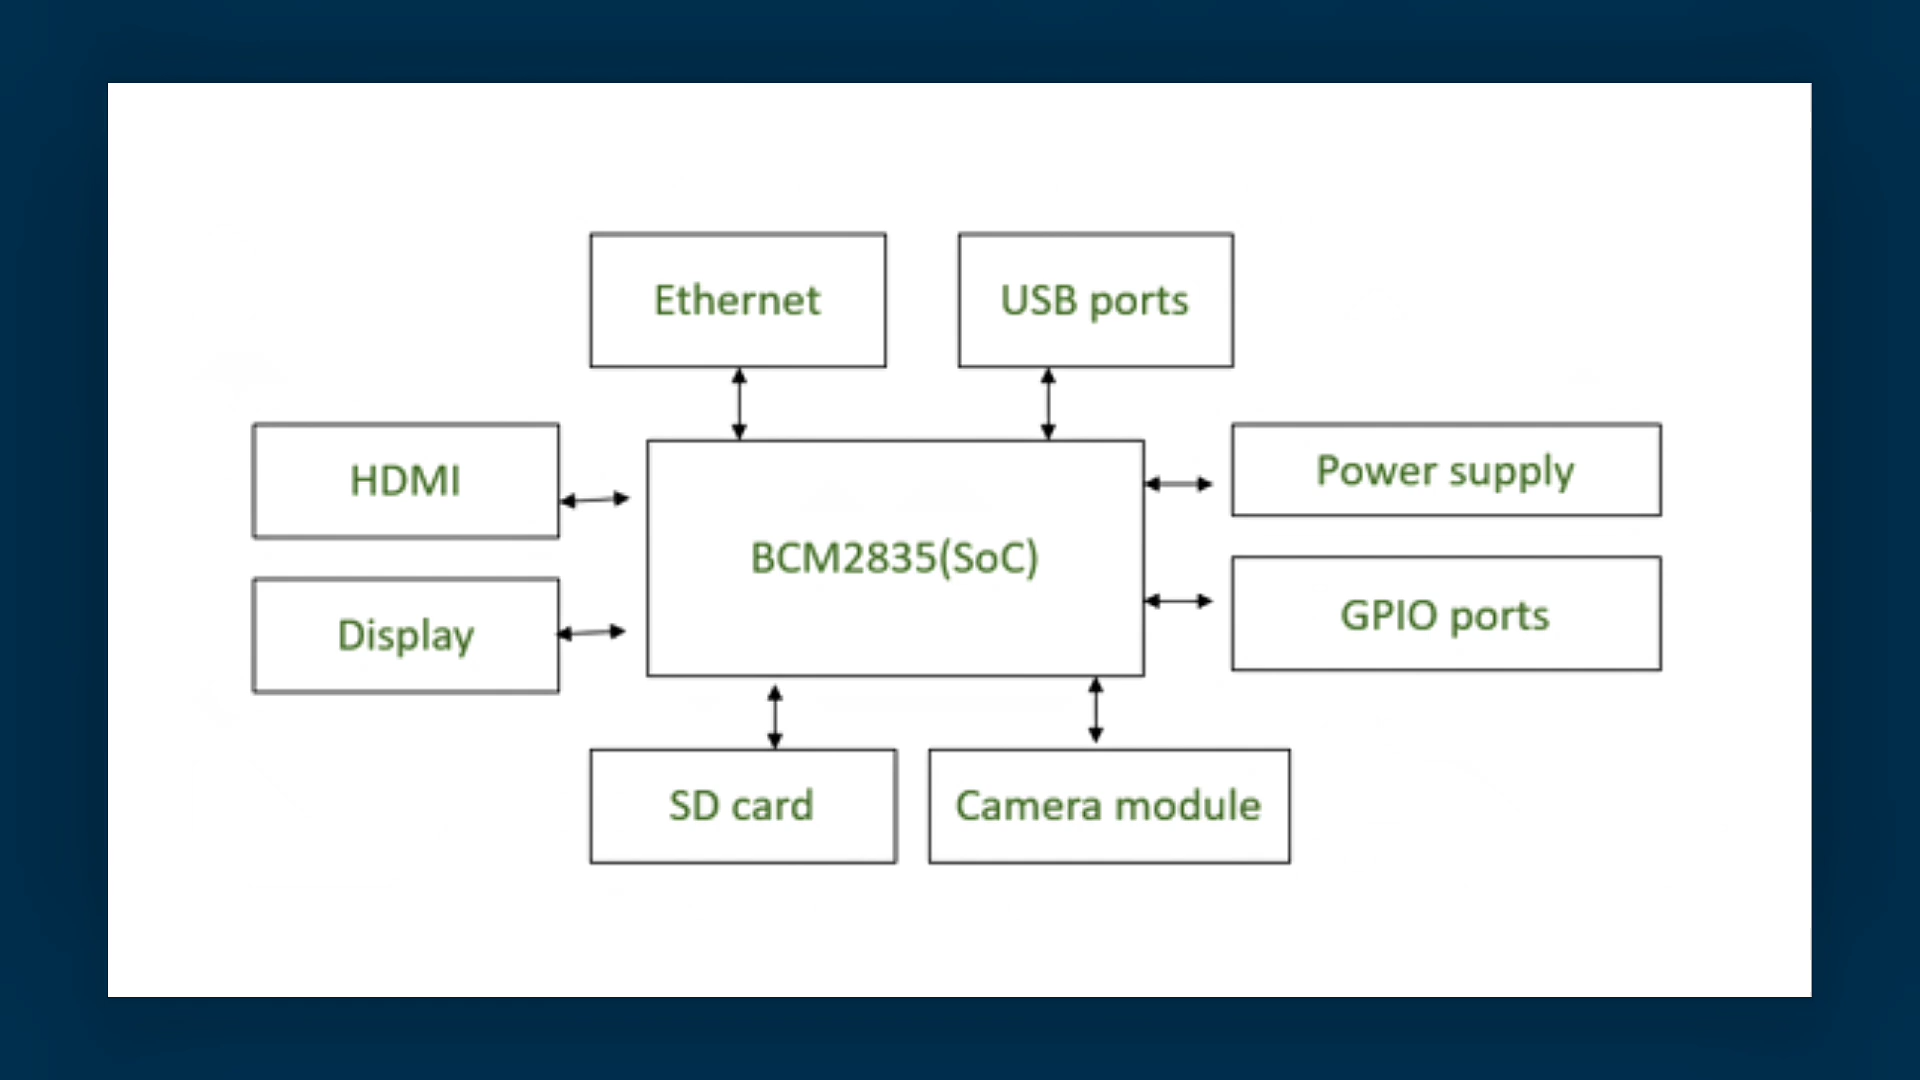 Ethernet
USB ports
HDMI
Power supply
BCM2835(SoC)
Display
GPIO ports
SD card
Camera module